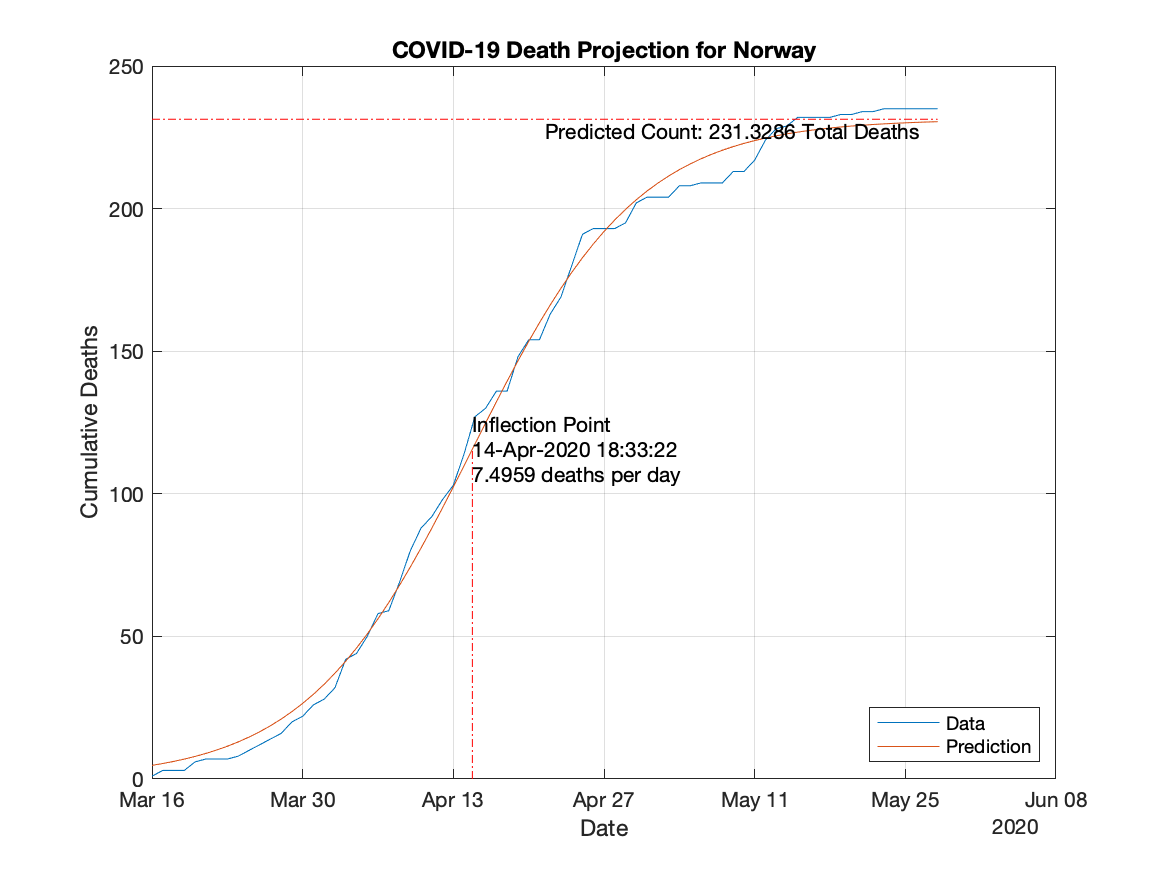 COVID-19 Death Projection for Norway
250
200
150
100
50
0
Cumulative Deaths
Predicted Count: 231.3286 Total Deaths
Inflection Point
14-Apr-2020 18:33:22
7.4959 deaths per day
Data
Prediction
Mar 16
Mar 30
Apr 13
Apr 27
May 11
May 25
Jun 08
Date
2020